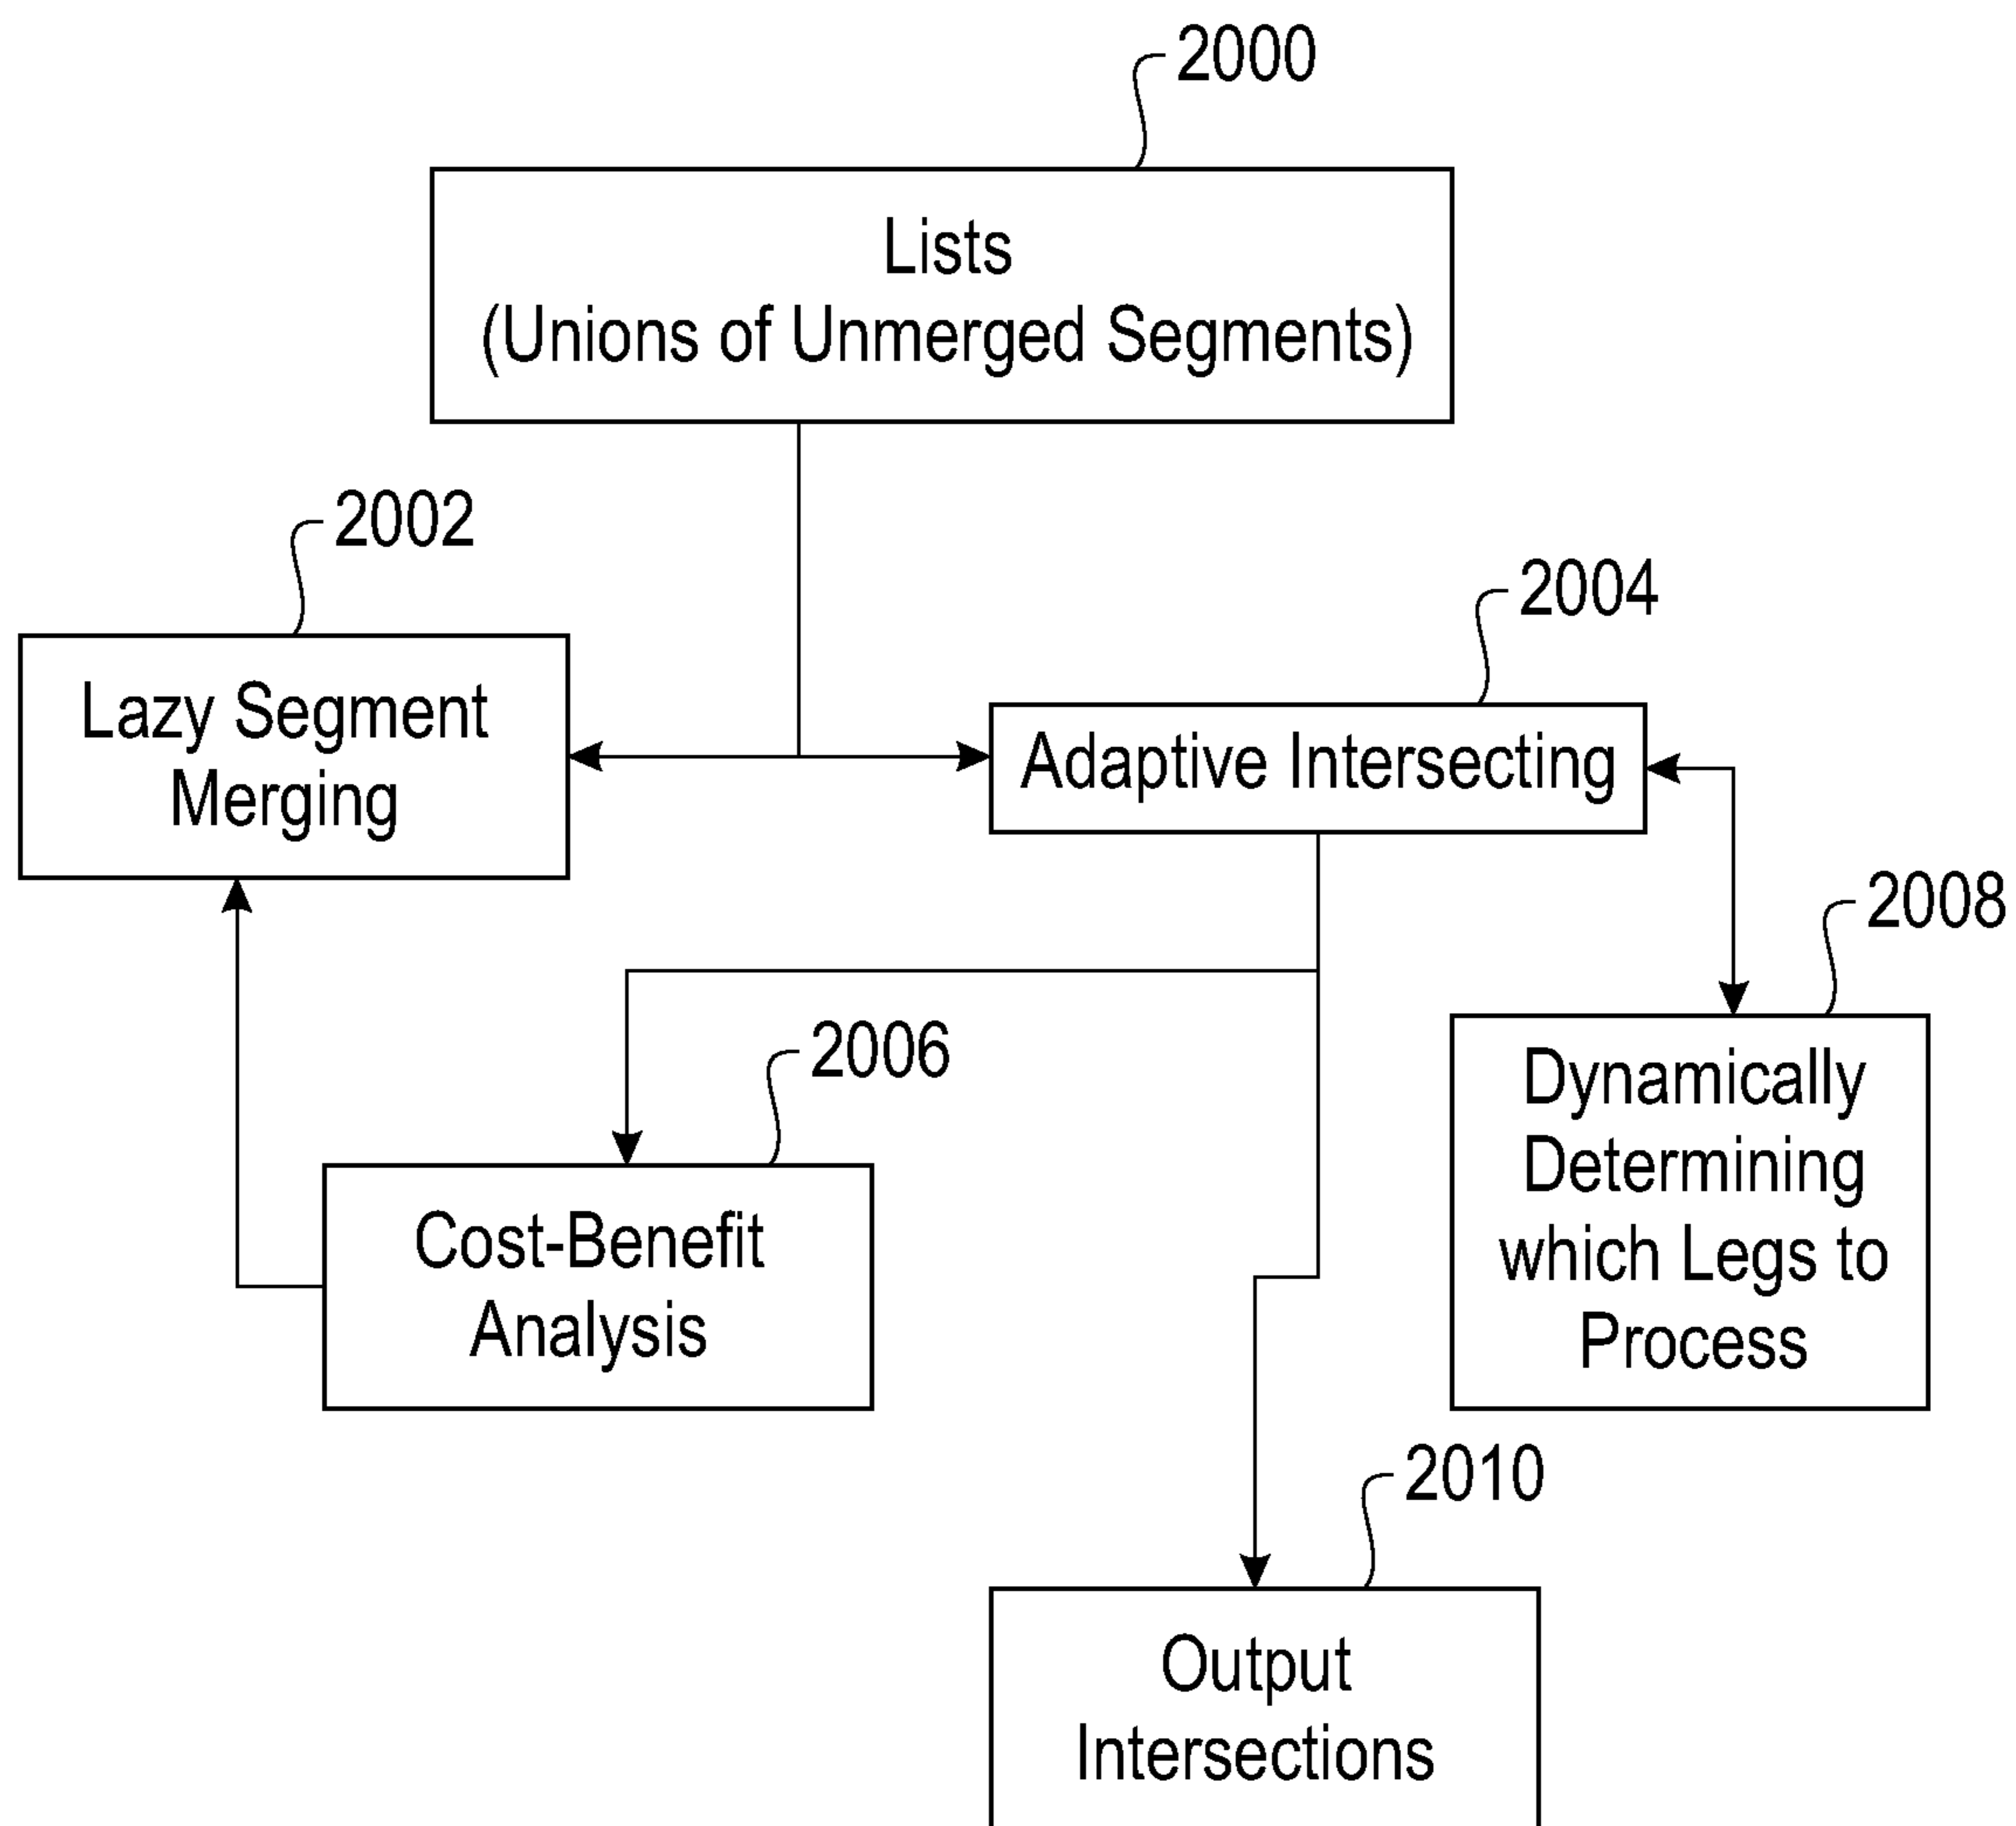 2000
Lists
(Unions of Unmerged Segments)
2002
Lazy Segment
Merging
2004
Adaptive Intersecting
2006
Cost-Benefit
Analysis
2008
Dynamically
Determining
which Legs to
Process
2010
Output
Intersections